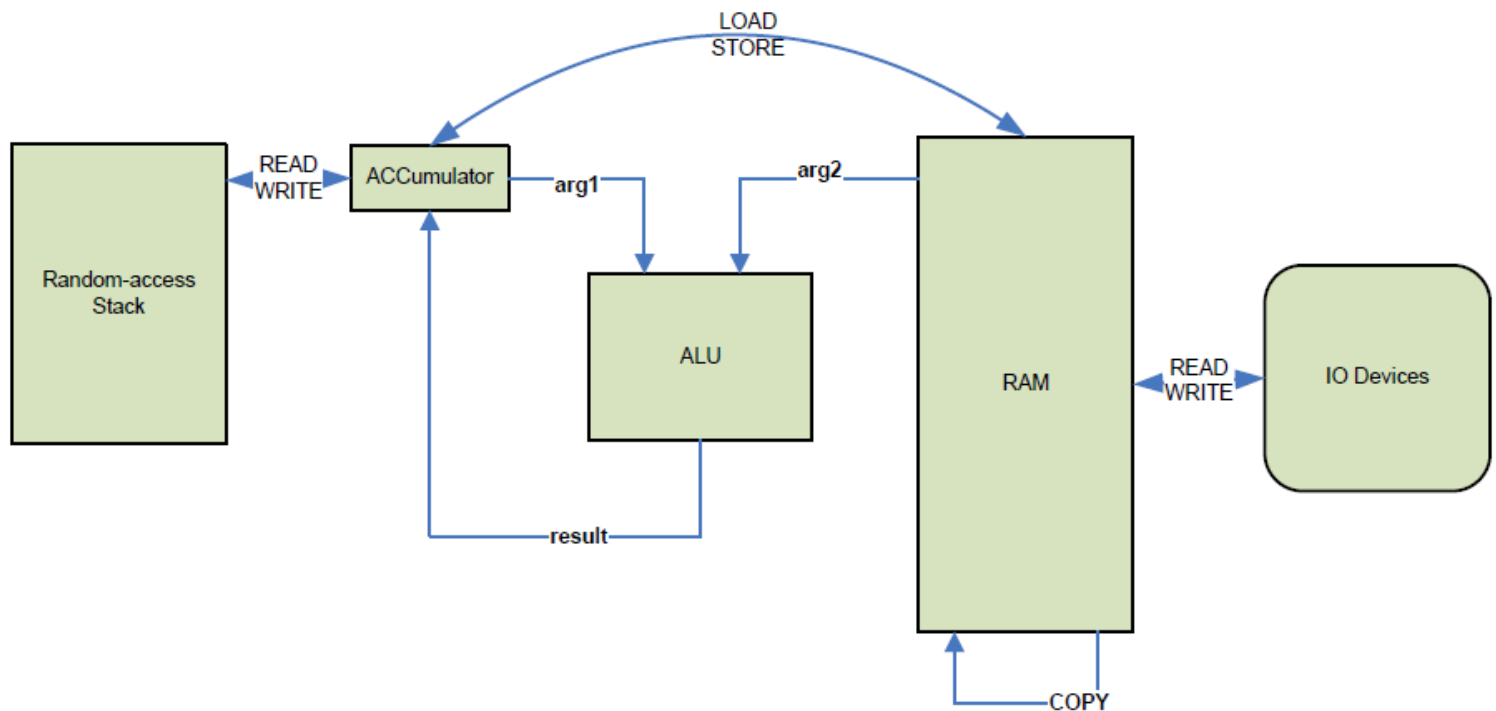 LOAD
STORE
READ
WRITE
ACCumulator
arg1
arg2
Random-access
Stack
ALU
RAM
READ
WRITE
IO Devices
result
COPY